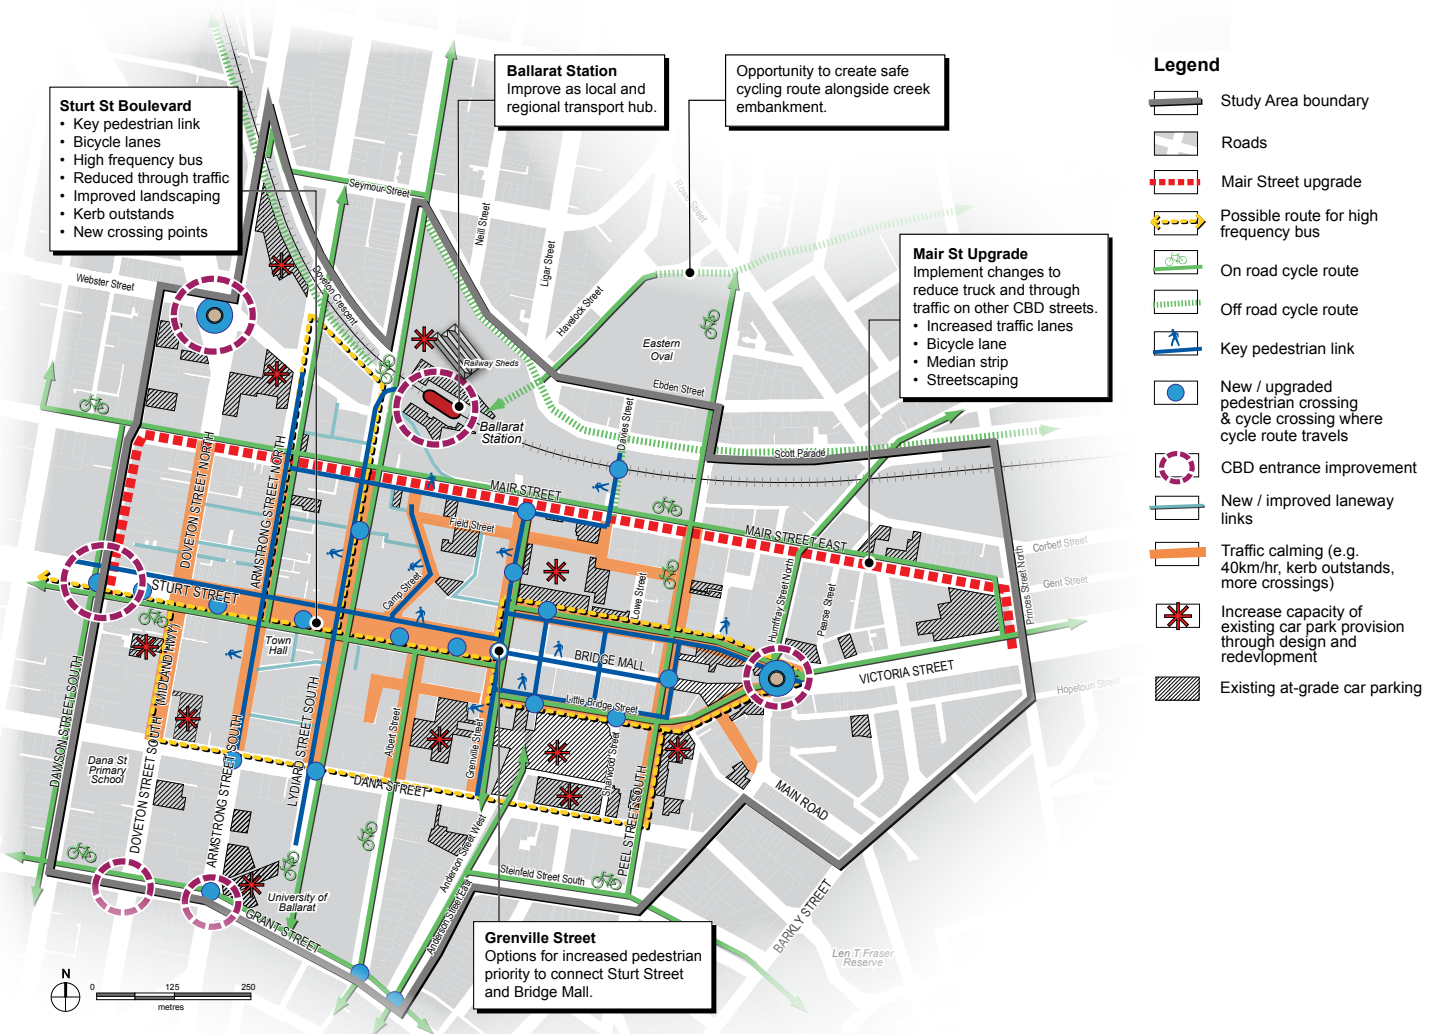 Sturt St Boulevard
• Key pedestrian link
• Bicycle lanes
• High frequency bus
• Reduced through traffic
• Improved landscaping
• Kerb outstands
• New crossing points
Ballarat Station
Improve as local and
regional transport hub.
Opportunity to create safe
cycling route alongside creek
embankment.
Mair St Upgrade
Implement changes to
reduce truck and through
traffic on other CBD streets.
• Increased traffic lanes
• Bicycle lane
• Median strip
• Streetscaping
Grenville Street
Options for increased pedestrian
priority to connect Sturt Street
and Bridge Mall.
Seymour Street
Neill Street
Ligar Street
Rowe Street
Webster Street
Doveton Crescent
Havelock Street
Eastern
Oval
Railway Sheds
Ebden Street
Ballarat
Station
Davies Street
Scott Parade
DOVETON STREET NORTH
ARMSTRONG STREET NORTH
MAIR STREET
Field Street
MAIR STREET EAST
Corbett Street
Gent Street
Princes Street North
STURT STREET
Camp Street
Lowe Street
Humffray Street North
Pearse Street
Town
Hall
BRIDGE MALL
VICTORIA STREET
Hopetoun Street
Little Bridge Street
DAWSON STREET SOUTH
(MIDLAND HWY)
DOVETON STREET SOUTH
ARMSTRONG STREET SOUTH
LYDIARD STREET SOUTH
Albert Street
Grenville Street
Sharwood Street
PEEL STREET SOUTH
Dana St
Primary
School
DANA STREET
MAIN ROAD
Anderson Street West
Anderson Street East
Steinfeld Street South
University of
Ballarat
GRANT STREET
BARKLY STREET
Len T Fraser
Reserve
N
0 125 250
metres
Legend
Study Area boundary
Roads
Mair Street upgrade
Possible route for high
frequency bus
On road cycle route
Off road cycle route
Key pedestrian link
New / upgraded
pedestrian crossing
& cycle crossing where
cycle route travels
CBD entrance improvement
New / improved laneway
links
Traffic calming (e.g.
40km/hr, kerb outstands,
more crossings)
Increase capacity of
existing car park provision
through design and
redevlopment
Existing at-grade car parking